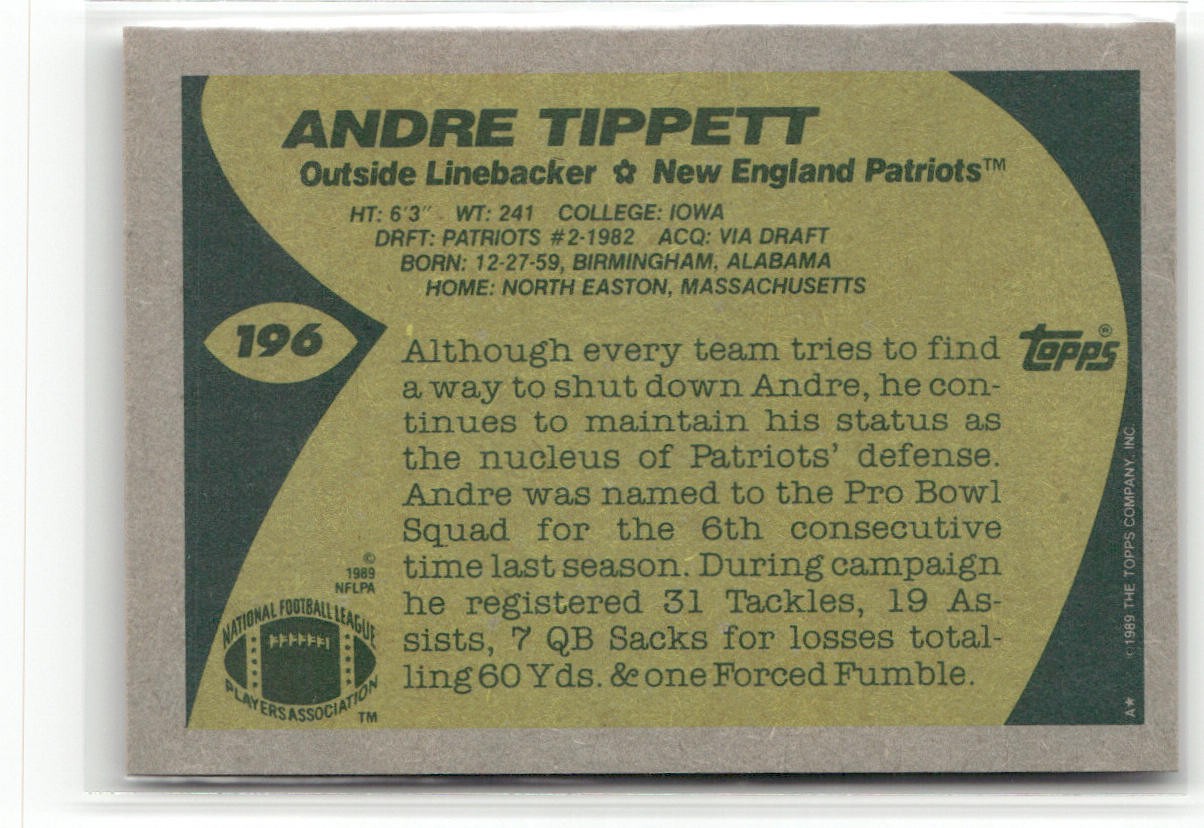 ANDRE TIPPETT
Outside Linebacker ✿ New England Patriots™
HT: 6'3" WT: 241 COLLEGE: IOWA
DRFT: PATRIOTS #2-1982 ACQ: VIA DRAFT
BORN: 12-27-59, BIRMINGHAM, ALABAMA
HOME: NORTH EASTON, MASSACHUSETTS
196
topps®
Although every team tries to find
a way to shut down Andre, he con-
tinues to maintain his status as
the nucleus of Patriots' defense.
Andre was named to the Pro Bowl
Squad for the 6th consecutive
time last season. During campaign
he registered 31 Tackles, 19 As-
sists, 7 QB Sacks for losses total-
ling 60 Yds. & one Forced Fumble.
©
1989
NFLPA
NATIONAL FOOTBALL LEAGUE
PLAYERS ASSOCIATION
™
©1989 THE TOPPS COMPANY, INC.
A★